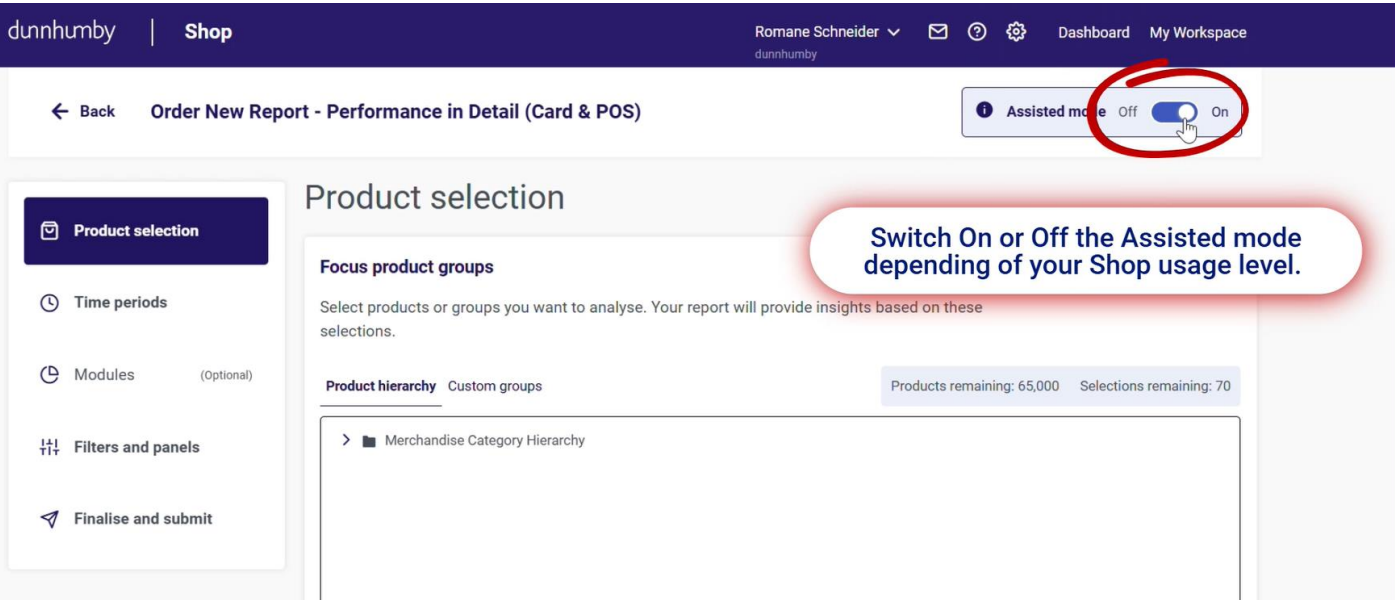 dunnhumby | Shop
Romane Schneider
dunnhumby
Dashboard
My Workspace
Back
Order New Report - Performance in Detail (Card & POS)
Assisted mode Off On
Product selection
Time periods
Modules (Optional)
Filters and panels
Finalise and submit
Product selection
Switch On or Off the Assisted mode
depending of your Shop usage level.
Focus product groups
Select products or groups you want to analyse. Your report will provide insights based on these
selections.
Product hierarchy Custom groups
Products remaining: 65,000 Selections remaining: 70
Merchandise Category Hierarchy